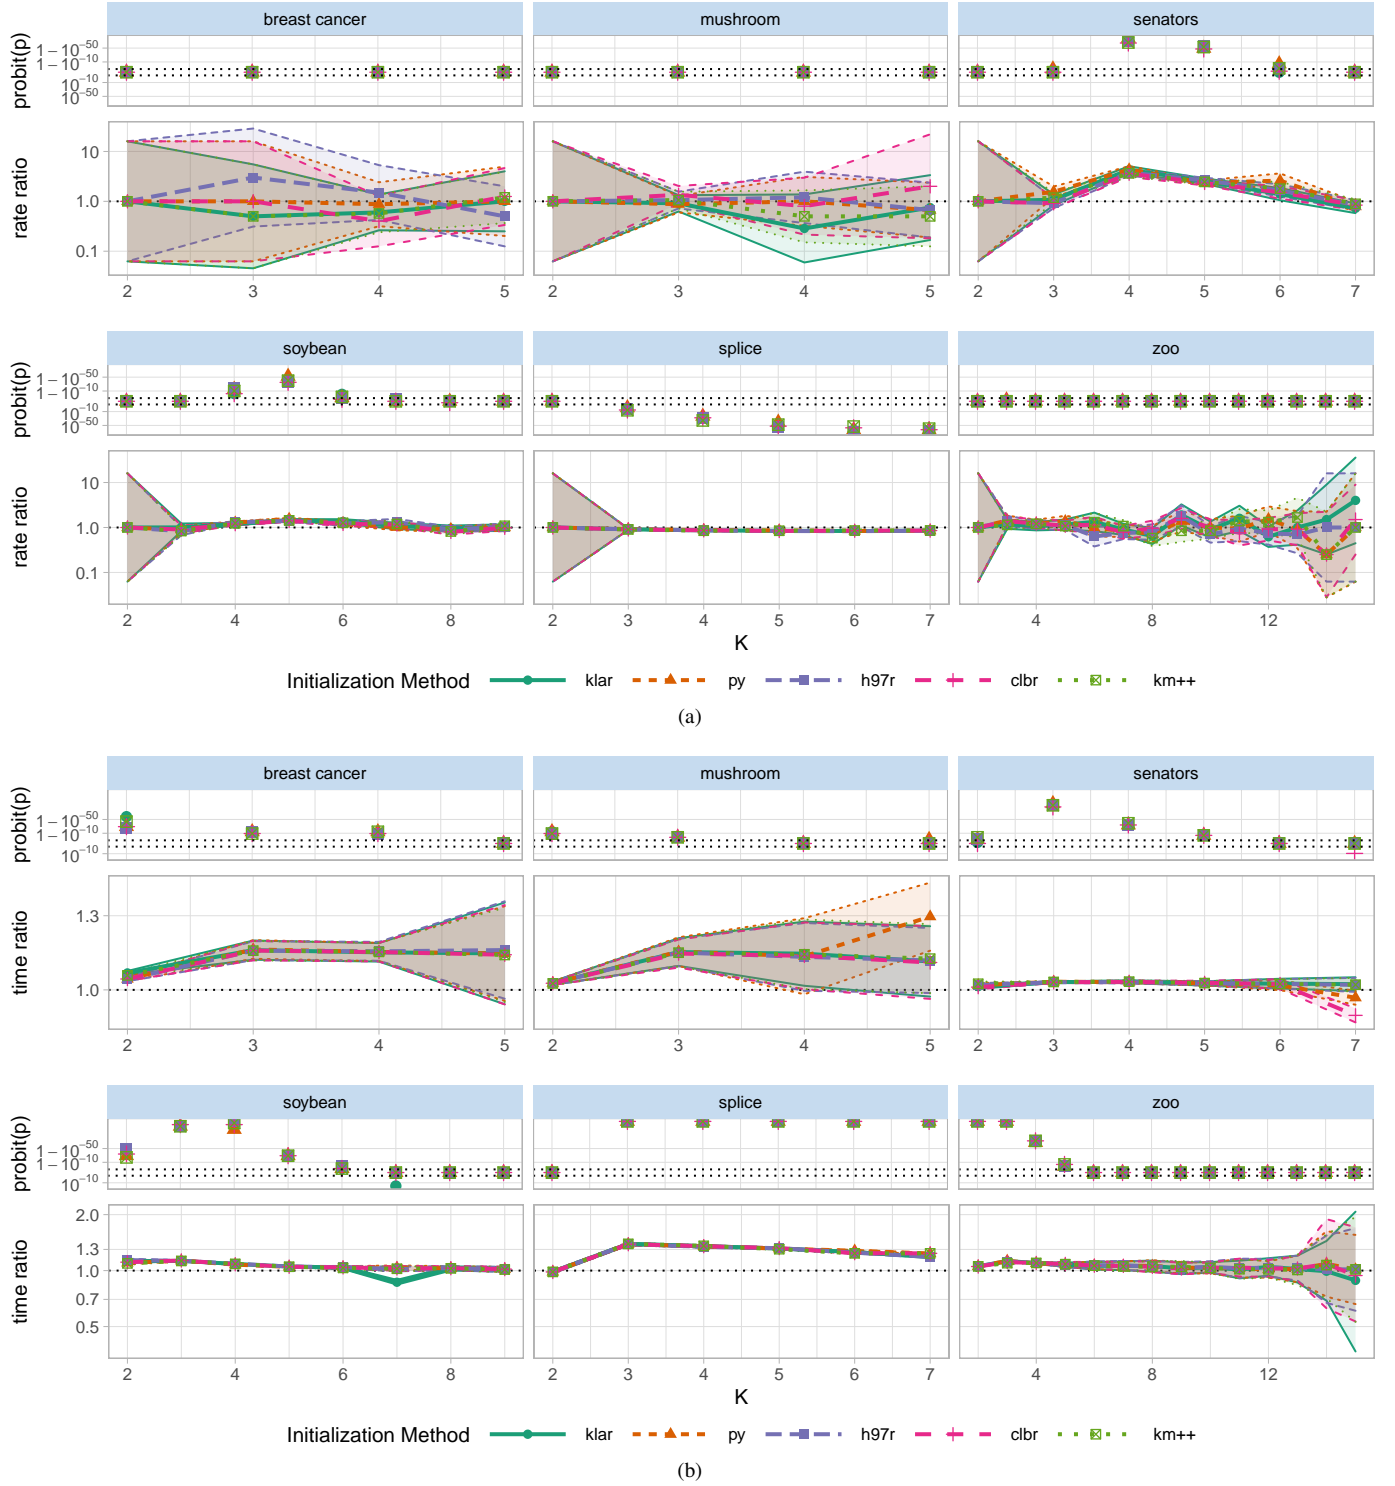 breast cancer mushroom senators
probit(p)
1 − 10⁻⁵⁰
1 − 10⁻¹⁰
10⁻¹⁰
10⁻⁵⁰
rate ratio
10
1.0
0.1
2 3 4 5 2 3 4 5 2 3 4 5 6 7
soybean splice zoo
probit(p)
1 − 10⁻⁵⁰
1 − 10⁻¹⁰
10⁻¹⁰
10⁻⁵⁰
rate ratio
10
1.0
0.1
2 4 6 8 2 3 4 5 6 7 4 8 12
K
Initialization Method klar py h97r clbr km++
(a)
breast cancer mushroom senators
probit(p)
1 − 10⁻⁵⁰
1 − 10⁻¹⁰
10⁻¹⁰
time ratio
1.3
1.0
2 3 4 5 2 3 4 5 2 3 4 5 6 7
soybean splice zoo
probit(p)
1 − 10⁻⁵⁰
1 − 10⁻¹⁰
10⁻¹⁰
time ratio
2.0
1.3
1.0
0.7
0.5
2 4 6 8 2 3 4 5 6 7 4 8 12
K
Initialization Method klar py h97r clbr km++
(b)